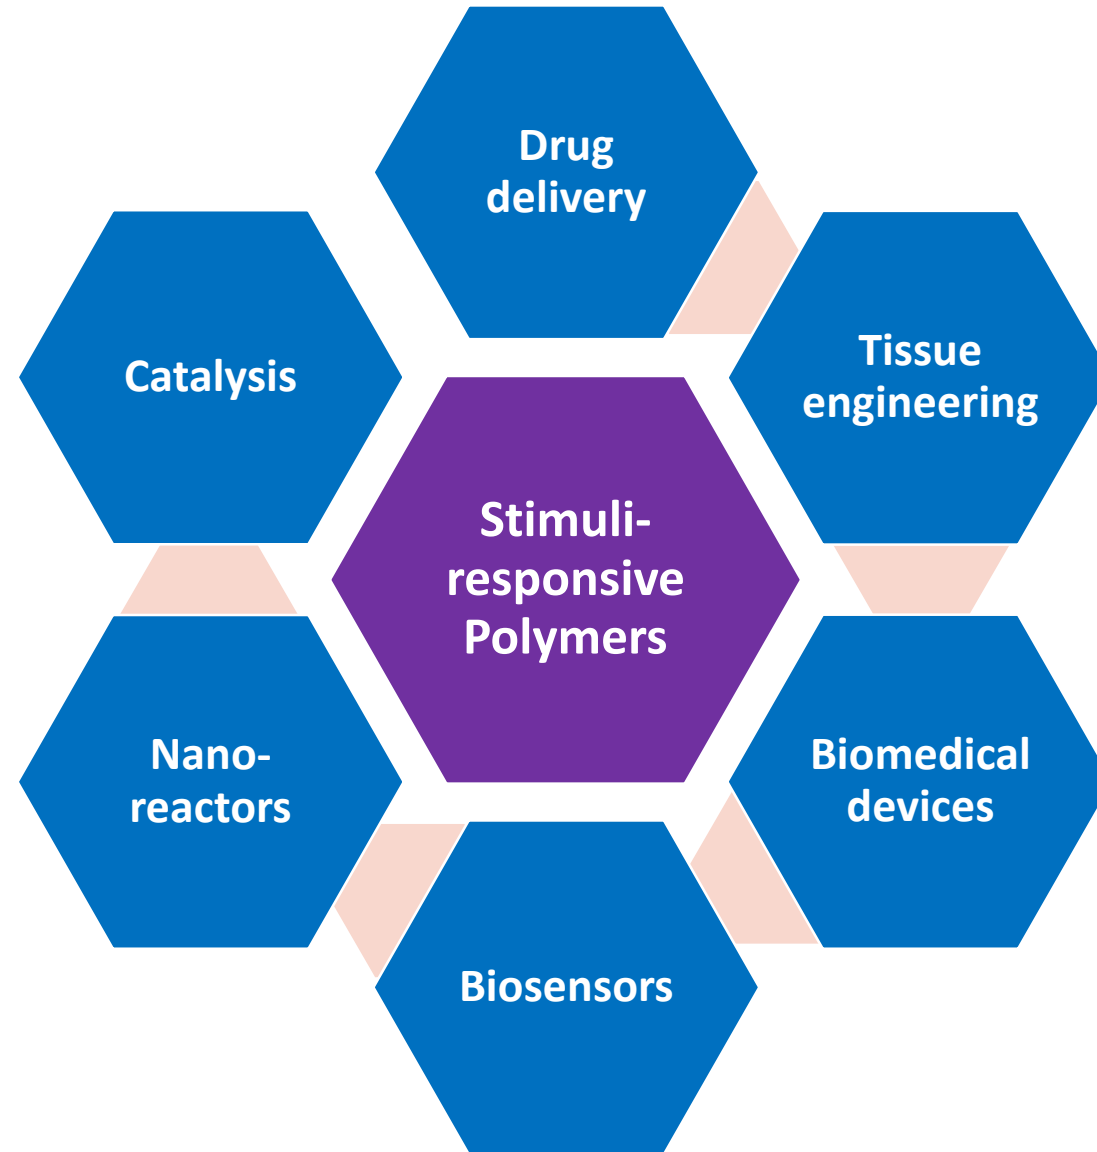 Drug
delivery
Tissue
engineering
Catalysis
Stimuli-
responsive
Polymers
Biomedical
devices
Nano-
reactors
Biosensors